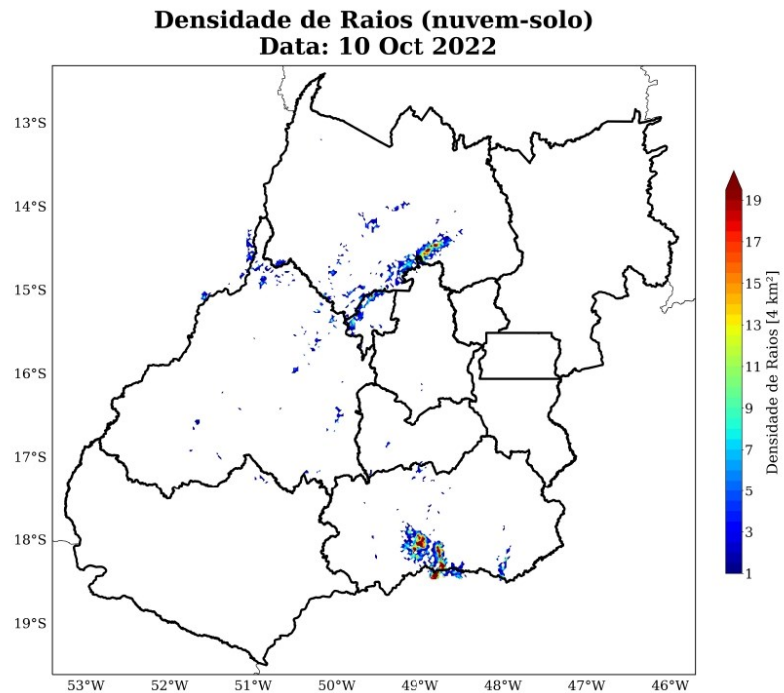 Densidade de Raios (nuvem-solo)
Data: 10 Oct 2022
13°S
14°S
15°S
16°S
17°S
18°S
19°S
53°W
52°W
51°W
50°W
49°W
48°W
47°W
46°W
19
17
15
13
11
9
7
5
3
1
Densidade de Raios [4 km²]